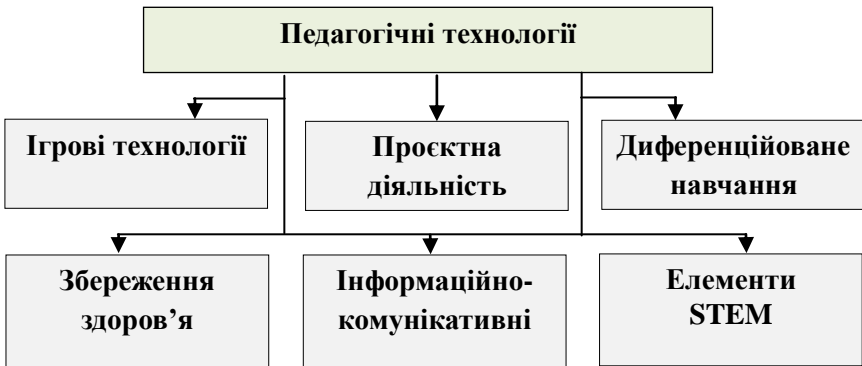 Педагогічні технології
Ігрові технології
Проєктна
діяльність
Диференційоване
навчання
Збереження
здоров’я
Інформаційно-
комунікативні
Елементи
STEM